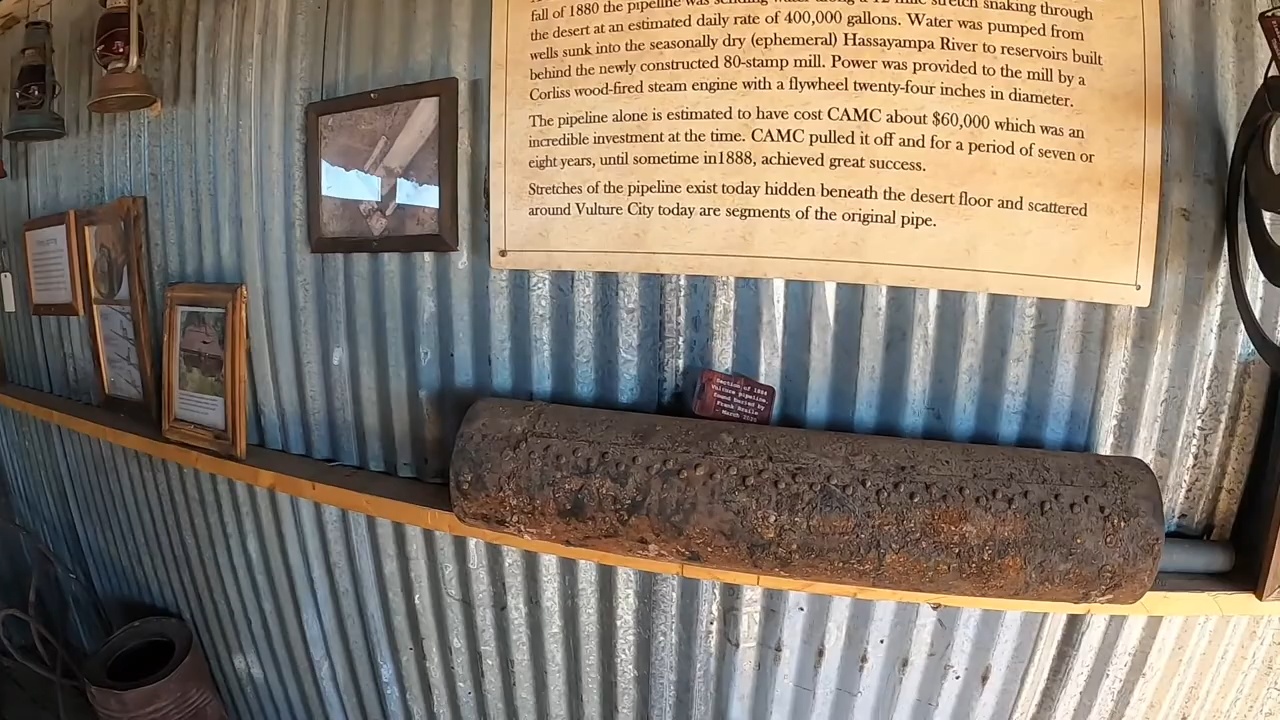 fall of 1880 the pipeline was sending water along a 12 mile stretch snaking through
the desert at an estimated daily rate of 400,000 gallons. Water was pumped from
wells sunk into the seasonally dry (ephemeral) Hassayampa River to reservoirs built
behind the newly constructed 80-stamp mill. Power was provided to the mill by a
Corliss wood-fired steam engine with a flywheel twenty-four inches in diameter.
The pipeline alone is estimated to have cost CAMC about $60,000 which was an
incredible investment at the time. CAMC pulled it off and for a period of seven or
eight years, until sometime in1888, achieved great success.
Stretches of the pipeline exist today hidden beneath the desert floor and scattered
around Vulture City today are segments of the original pipe.
Section of
Vulture pipeline.
Found buried by
Frank
March